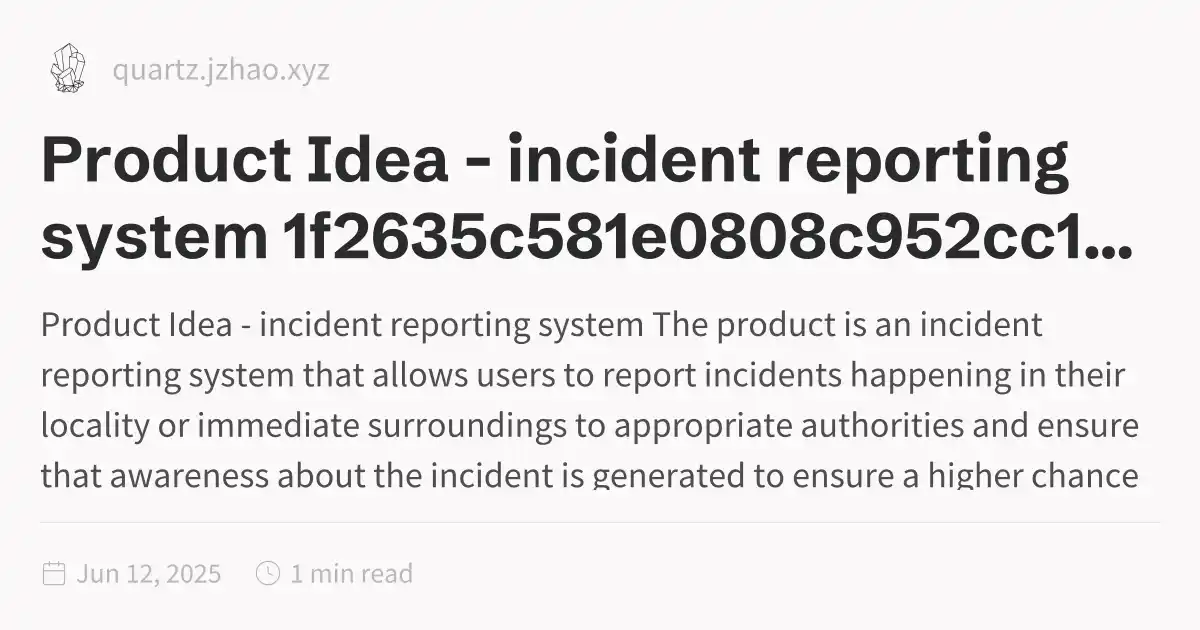 quartz.jzhao.xyz
Product Idea - incident reporting
system 1f2635c581e0808c952cc1...
Product Idea - incident reporting system The product is an incident
reporting system that allows users to report incidents happening in their
locality or immediate surroundings to appropriate authorities and ensure
that awareness about the incident is generated to ensure a higher chance
Jun 12, 2025 1 min read